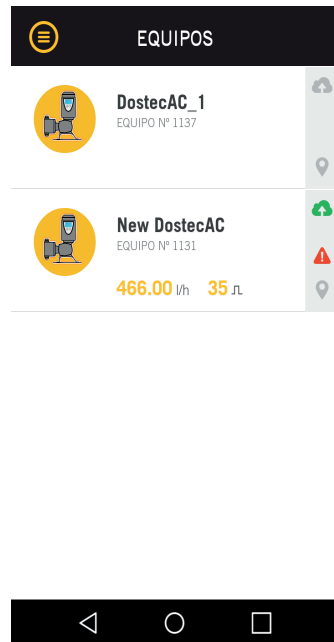 EQUIPOS
DostecAC_1
EQUIPO Nº 1137
New DostecAC
EQUIPO Nº 1131
466.00 l/h 35